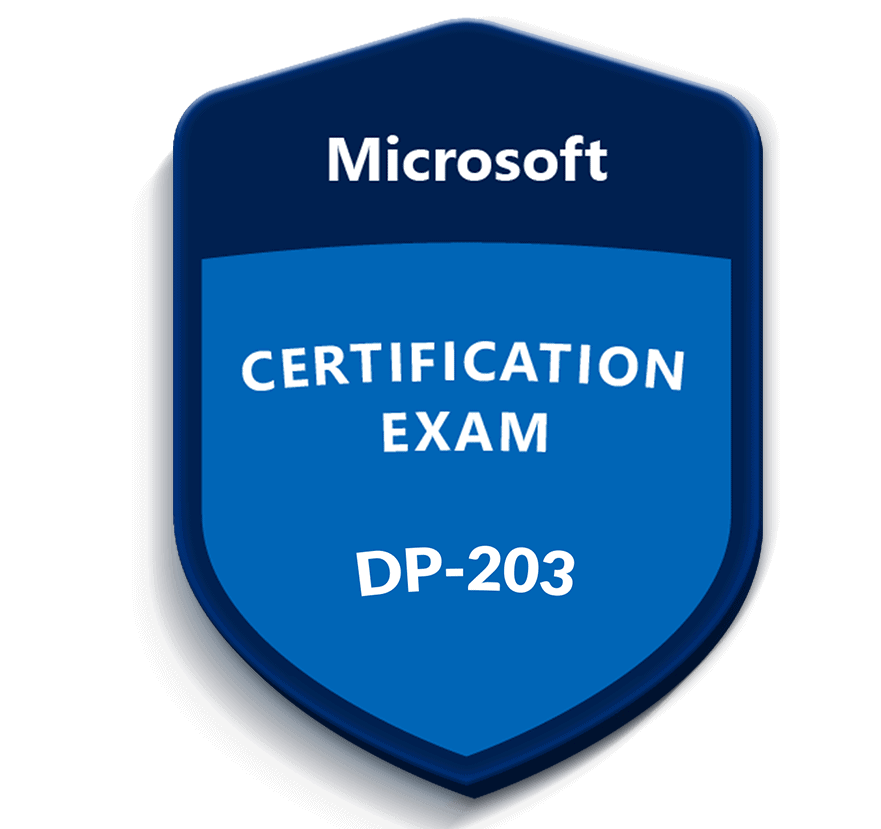 Microsoft
CERTIFICATION
EXAM
DP-203